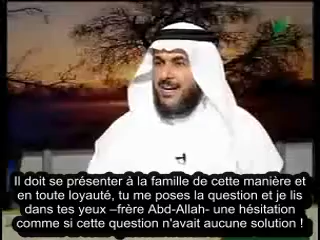 Il doit se présenter à la famille de cette manière et
en toute loyauté, tu me poses la question et je lis
dans tes yeux –frère Abd-Allah- une hésitation
comme si cette question n'avait aucune solution !